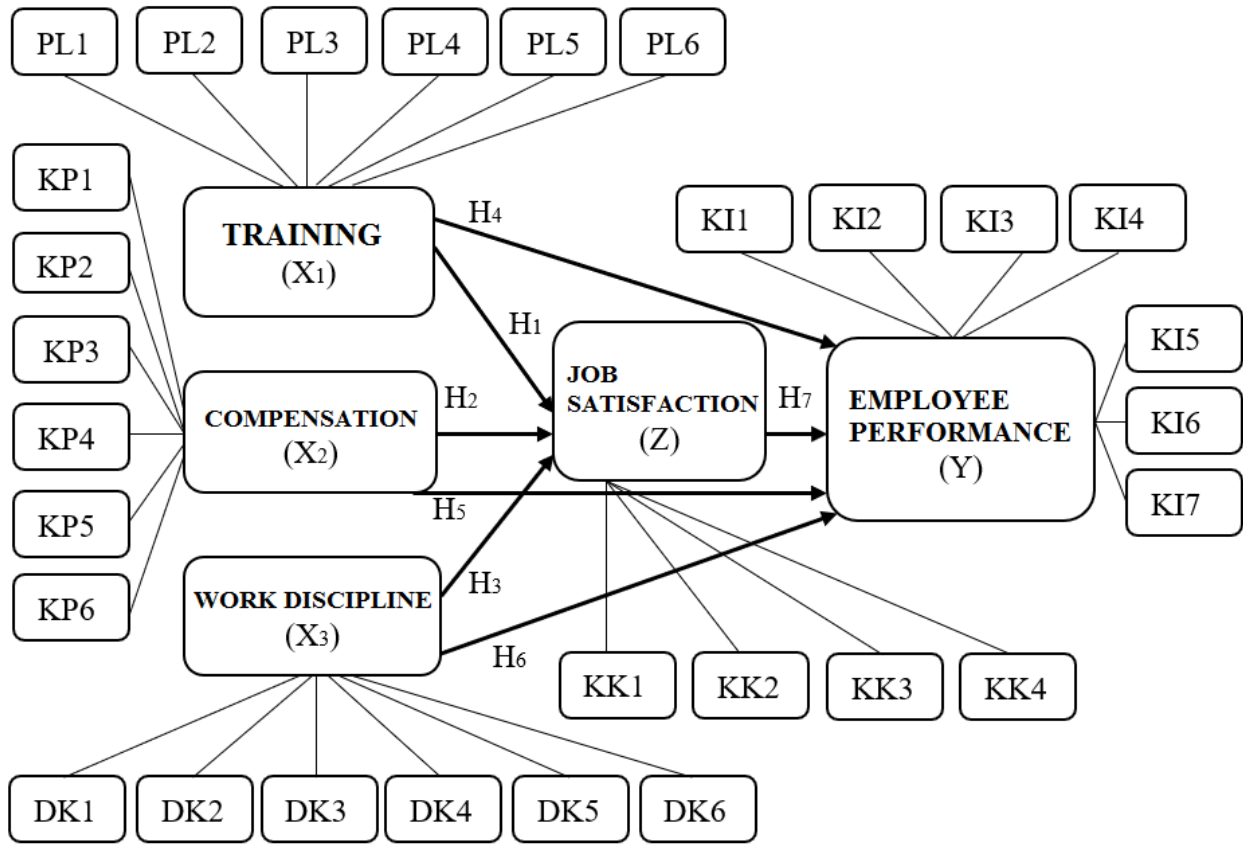 PL1
PL2
PL3
PL4
PL5
PL6
KP1
KP2
KP3
KP4
KP5
KP6
TRAINING
(X1)
COMPENSATION
(X2)
WORK DISCIPLINE
(X3)
H4
H1
H2
H5
H3
H6
JOB
SATISFACTION
(Z)
H7
KI1
KI2
KI3
KI4
EMPLOYEE
PERFORMANCE
(Y)
KI5
KI6
KI7
KK1
KK2
KK3
KK4
DK1
DK2
DK3
DK4
DK5
DK6